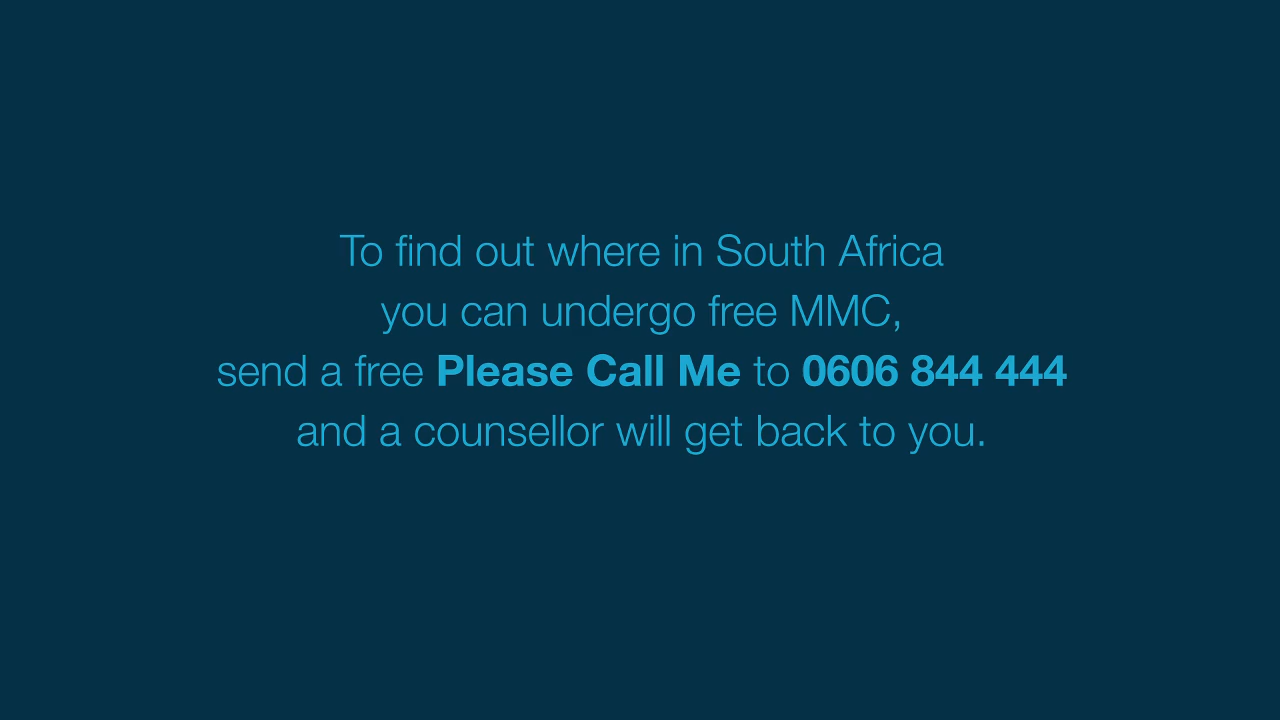 To find out where in South Africa
you can undergo free MMC,
send a free Please Call Me to 0606 844 444
and a counsellor will get back to you.